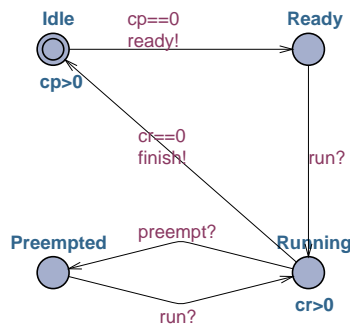 Idle
cp==0
ready!
Ready
cp>0
cr==0
finish!
run?
Preempted
preempt?
Running
run?
cr>0